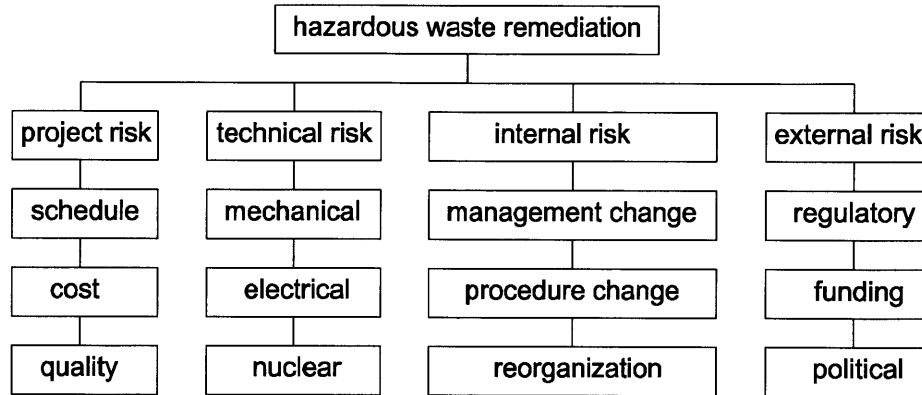 hazardous waste remediation
project risk
technical risk
internal risk
external risk
schedule
mechanical
management change
regulatory
cost
electrical
procedure change
funding
quality
nuclear
reorganization
political